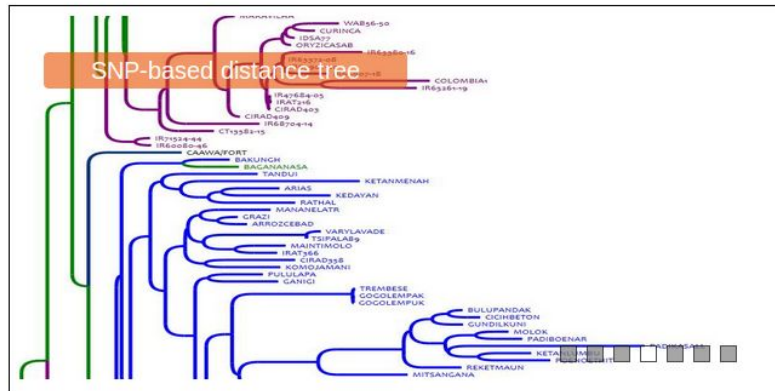 WAB56-50
CURINCA
IDSA77
ORYZICASAB
SNP-based distance tree
COLOMBIA1
IR65261-19
IR47684-05
IRAT216
CIRAD403
CIRAD409
IR68704-14
CT13582-15
IR71524-44
IR60080-46
CAAWA/FORT
BAKUNGH
BAGANANASA
TANDUI
KETANMENAH
ARIAS
KEDAYAN
RATHAL
MANANELATR
GRAZI
ARROZCEBAD
VARYLAVADE
TSIPALA89
MAINTIMOLO
IRAT366
CIRAD358
KOMOJAMANI
PULULAPA
GANIGI
TREMBESE
GOGOLEMPAK
GOGOLEMPUK
BULUPANDAK
CICIHBETON
GUNDILKUNI
MOLOK
PADIBOENAR
REKETMAUN
MITSANGANA